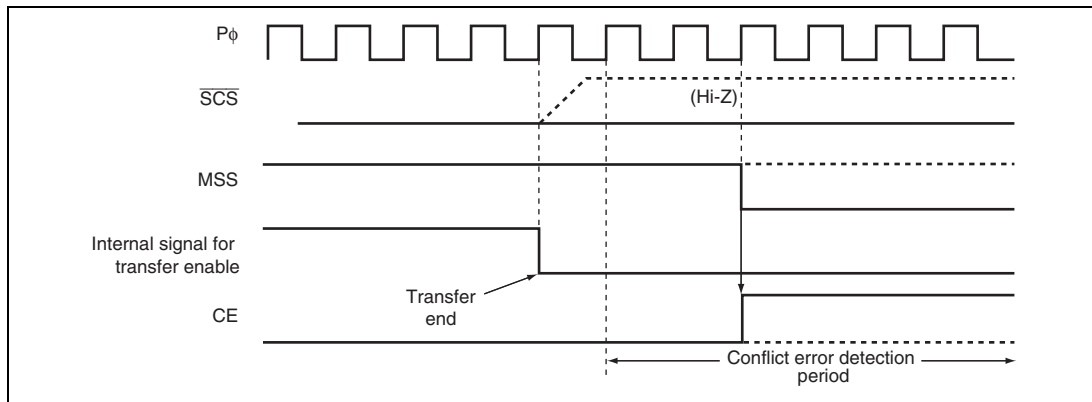 Pϕ
SCS
(Hi-Z)
MSS
Internal signal for
transfer enable
Transfer
end
CE
Conflict error detection
period